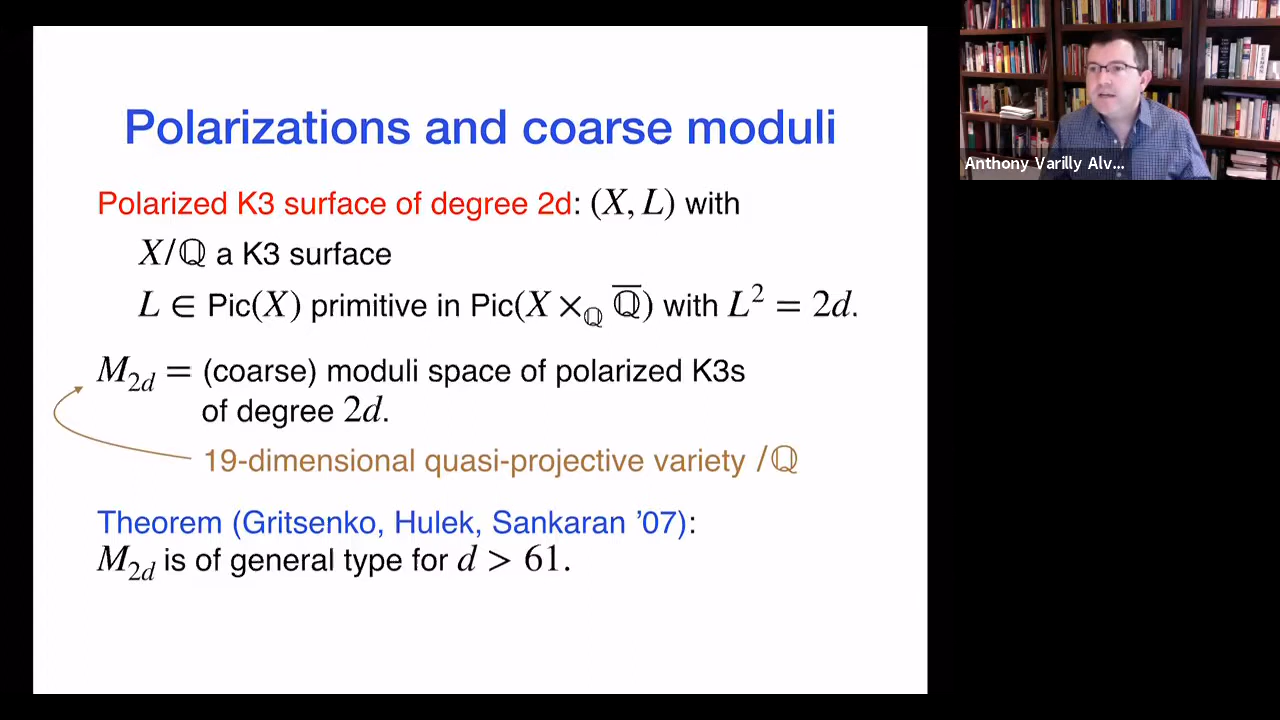 Polarizations and coarse moduli
Polarized K3 surface of degree 2d: (X, L) with
X/ℚ a K3 surface
L ∈ Pic(X) primitive in Pic(X ×_ℚ ℚ̅) with L² = 2d.
M_{2d} = (coarse) moduli space of polarized K3s
of degree 2d.
19-dimensional quasi-projective variety /ℚ
Theorem (Gritsenko, Hulek, Sankaran '07):
M_{2d} is of general type for d > 61.
Anthony Varilly Alv...